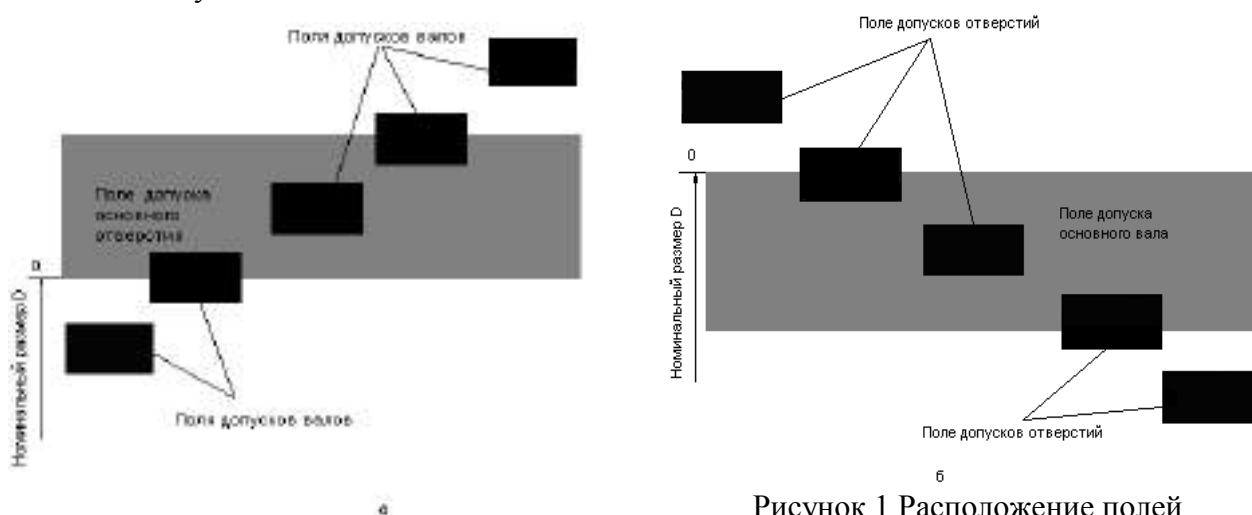 Поля допусков валов
Поле допуска
основного
отверстия
0
Номинальный размер D
Поля допусков валов
а
Поле допусков отверстий
0
Номинальный размер D
Поле допуска
основного вала
Поле допусков отверстий
б
Рисунок 1 Расположение полей